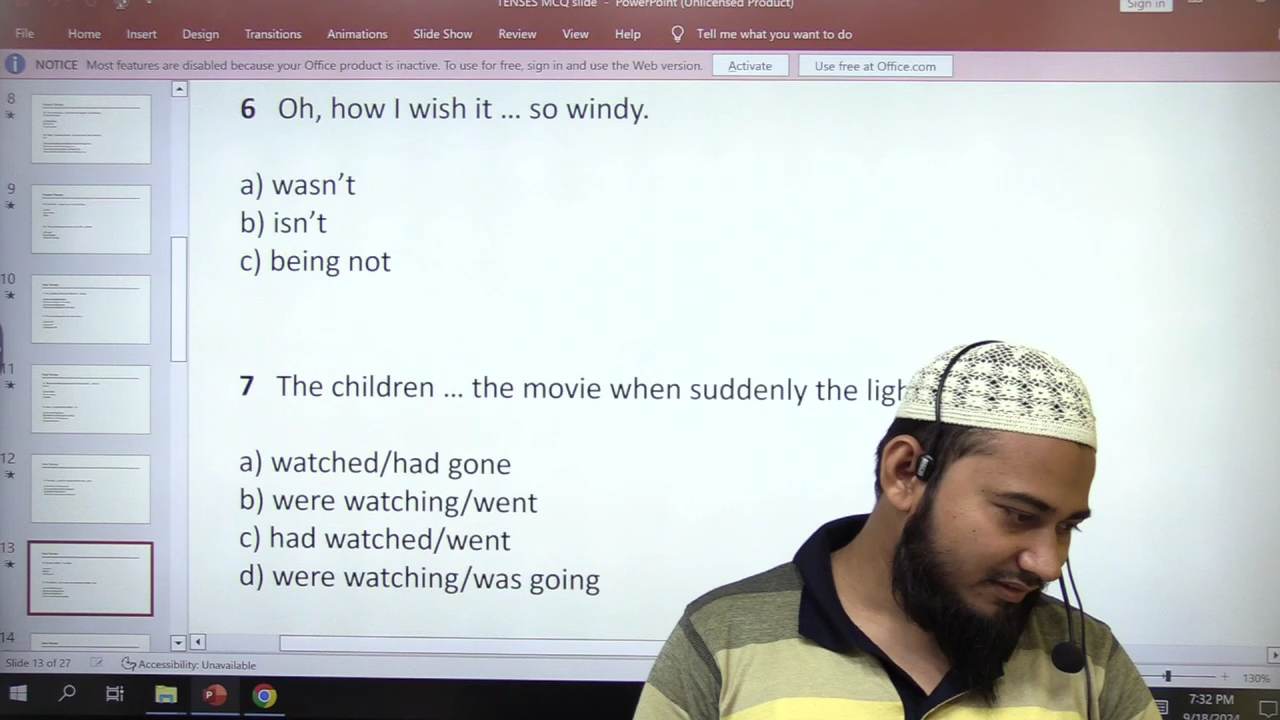 TENSES MCQ slide - PowerPoint (Unlicensed Product)
Sign in
File Home Insert Design Transitions Animations Slide Show Review View Help Tell me what you want to do
NOTICE Most features are disabled because your Office product is inactive. To use for free, sign in and use the Web version. Activate Use free at Office.com
8
9
10
11
12
13
14
6 Oh, how I wish it ... so windy.
a) wasn't
b) isn't
c) being not
7 The children ... the movie when suddenly the
a) watched/had gone
b) were watching/went
c) had watched/went
d) were watching/was going
Slide 13 of 27 Accessibility: Unavailable
130%
7:32 PM
9/18/2024